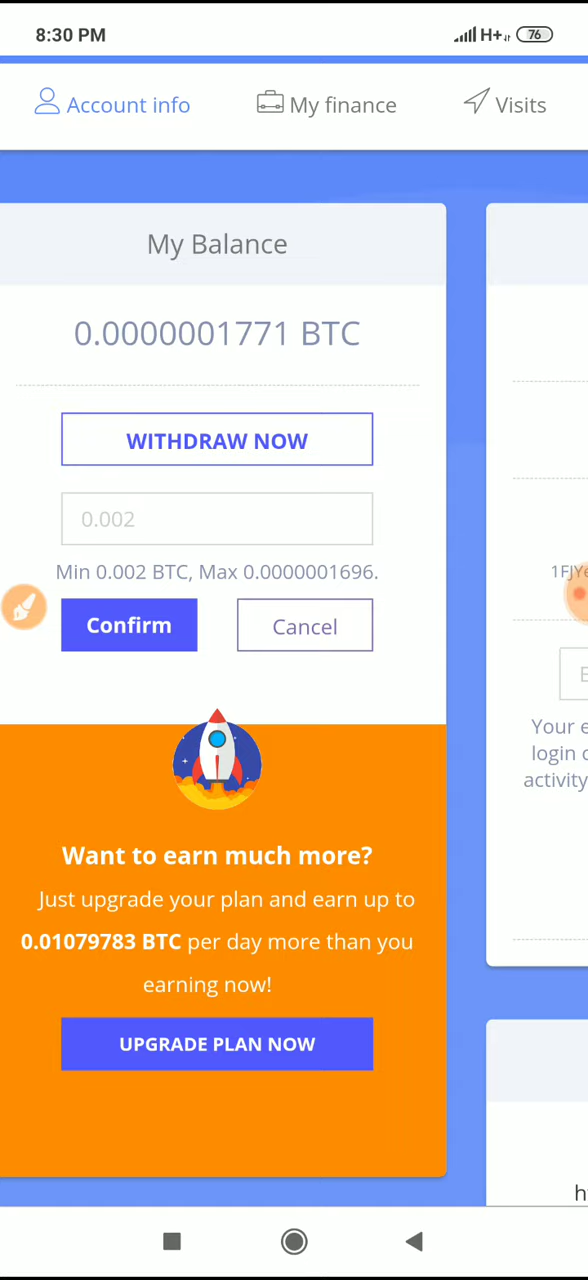 8:30 PM
H+ 76
Account info My finance Visits
My Balance
0.0000001771 BTC
WITHDRAW NOW
0.002
Min 0.002 BTC, Max 0.0000001696.
1FJYe
Confirm Cancel
Your e
login c
activity
Want to earn much more?
Just upgrade your plan and earn up to
0.01079783 BTC per day more than you
earning now!
UPGRADE PLAN NOW